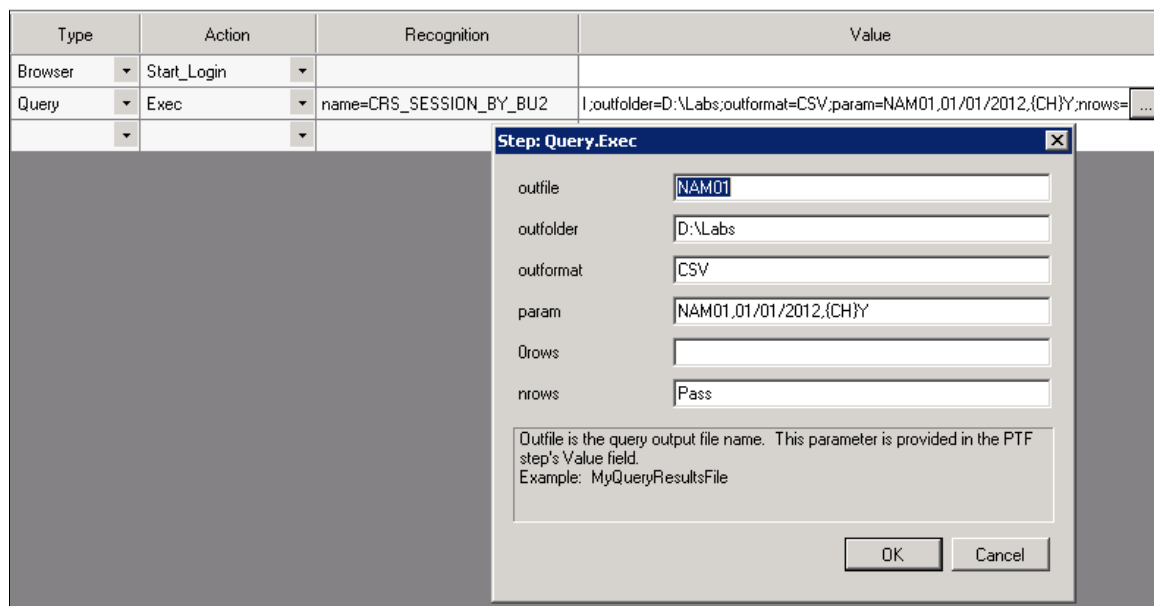 Type Action Recognition Value
Browser Start_Login
Query Exec name=CRS_SESSION_BY_BU2 ;outfolder=D:\Labs;outformat=CSV;param=NAM01,01/01/2012,{CH}Y;nrows= ...
Step: Query.Exec
outfile NAM01
outfolder D:\Labs
outformat CSV
param NAM01,01/01/2012,{CH}Y
0rows
nrows Pass
Outfile is the query output file name. This parameter is provided in the PTF
step's Value field.
Example: MyQueryResultsFile
OK Cancel